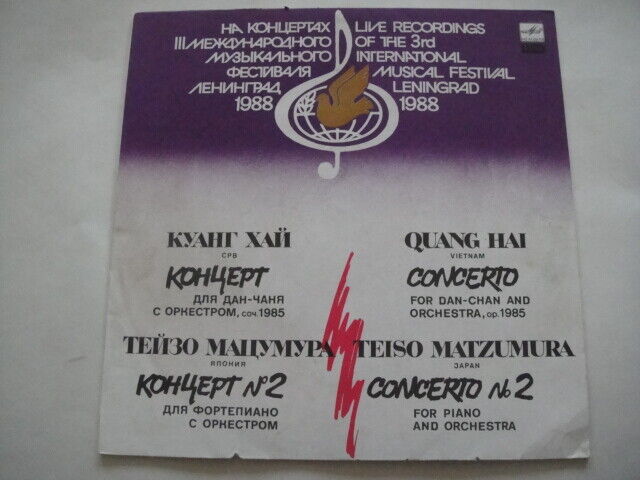 НА КОНЦЕРТАХ
III МЕЖДУНАРОДНОГО
МУЗЫКАЛЬНОГО
ФЕСТИВАЛЯ
ЛЕНИНГРАД
1988
LIVE RECORDINGS
OF THE 3rd
INTERNATIONAL
MUSICAL FESTIVAL
LENINGRAD
1988
КУАНГ ХАЙ
СРВ
КОНЦЕРТ
ДЛЯ ДАН-ЧАНЯ
С ОРКЕСТРОМ, соч. 1985
QUANG HAI
VIETNAM
CONCERTO
FOR DAN-CHAN AND
ORCHESTRA, op. 1985
ТЕЙЗО МАЦУМУРА
ЯПОНИЯ
КОНЦЕРТ №2
ДЛЯ ФОРТЕПИАНО
С ОРКЕСТРОМ
TEISO MATZUMURA
JAPAN
CONCERTO № 2
FOR PIANO
AND ORCHESTRA